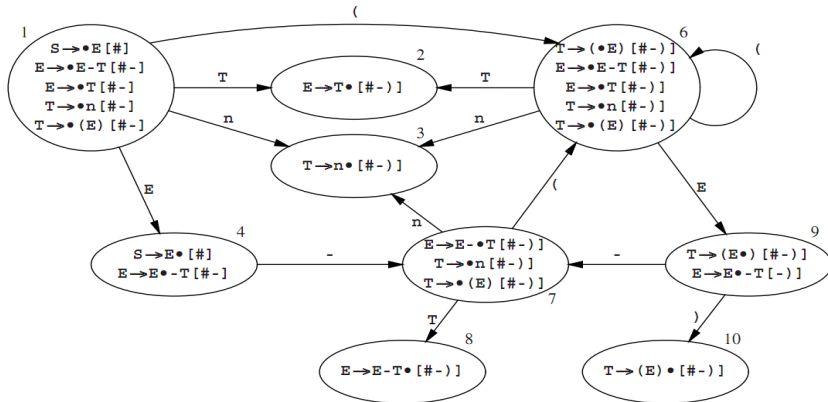 (
1
S→•E[#]
E→•E-T[#-]
E→•T[#-]
T→•n[#-]
T→•(E)[#-]
T
n
E
2
E→T•[#-)]
3
T→n•[#-)]
T
n
6
T→(•E)[#-)]
E→•E-T[#-)]
E→•T[#-)]
T→•n[#-)]
T→•(E)[#-)]
(
E
(
n
4
S→E•[#]
E→E•-T[#-]
-
E→E-•T[#-)]
T→•n[#-)]
T→•(E)[#-)]
7
-
9
T→(E•)[#-)]
E→E•-T[-)]
T
)
8
E→E-T•[#-)]
10
T→(E)•[#-)]